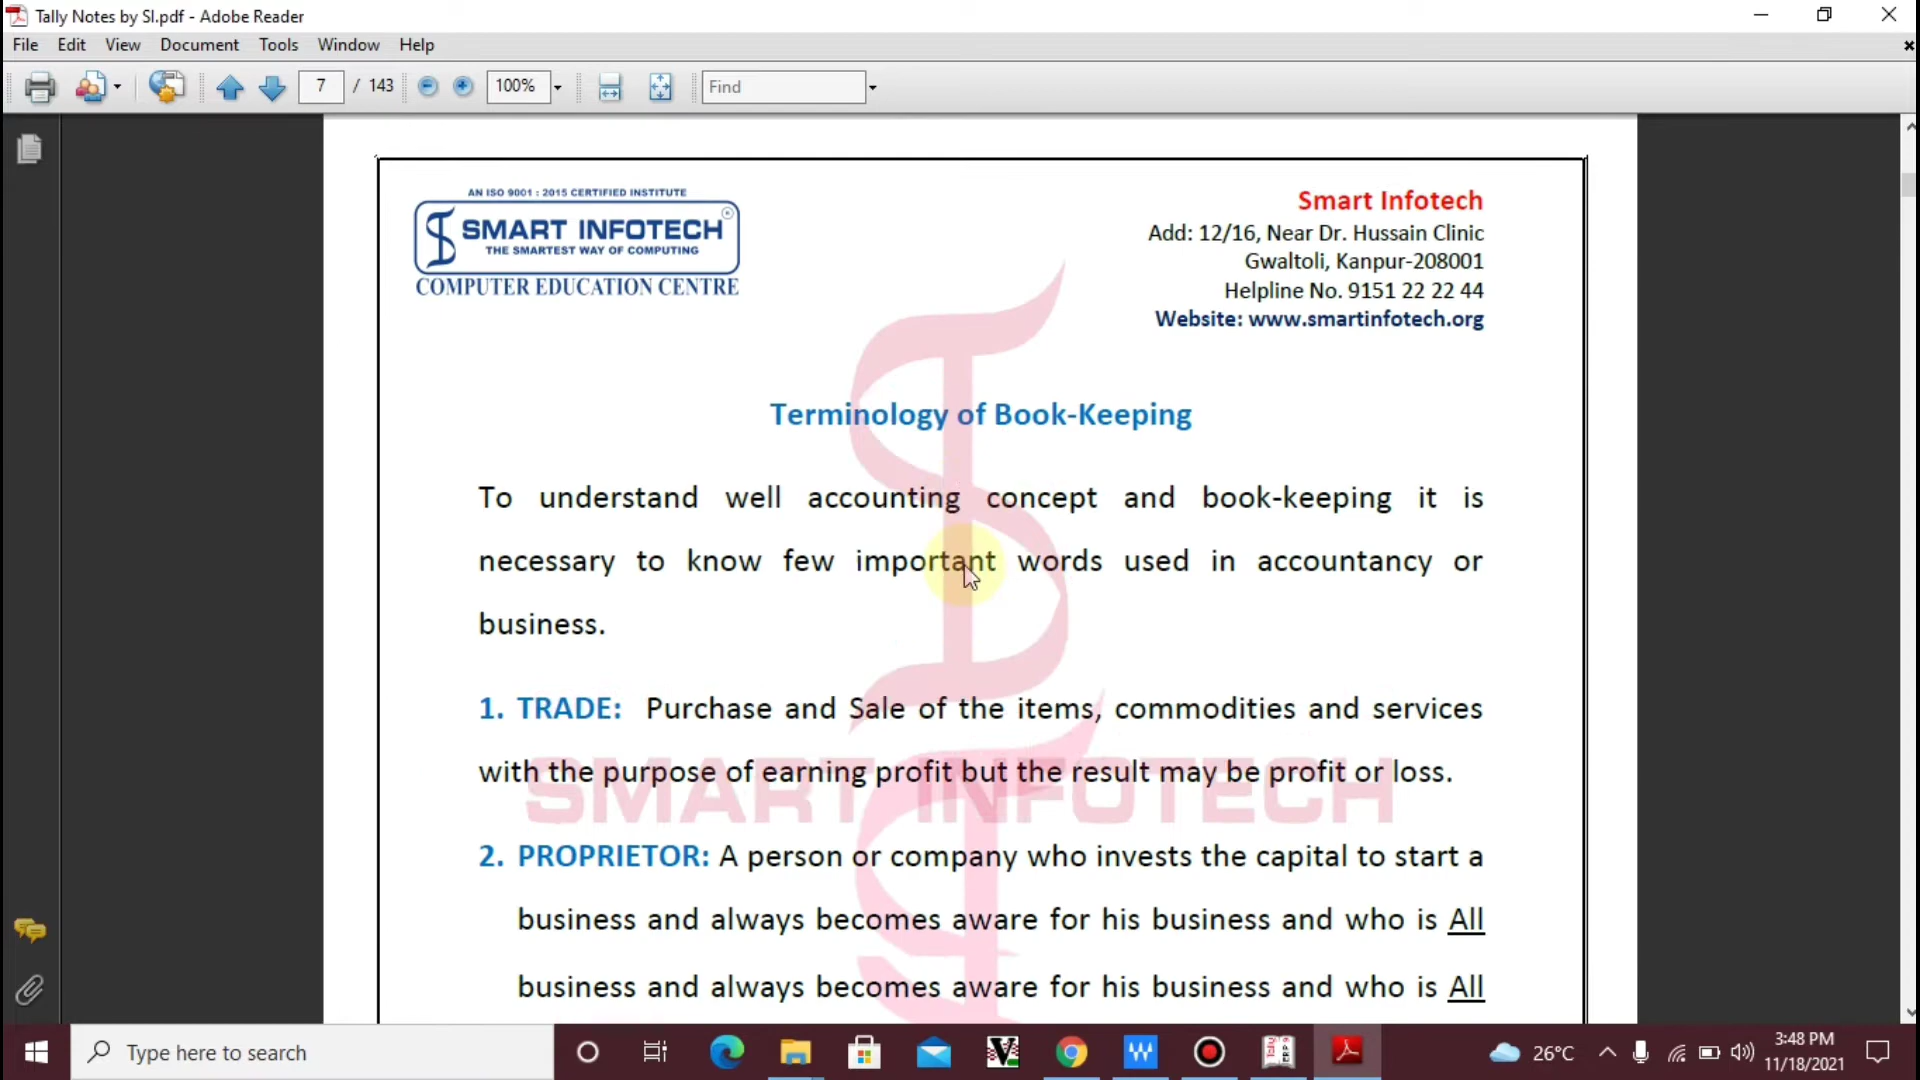 Tally Notes by SI.pdf - Adobe Reader
File Edit View Document Tools Window Help
7 / 143 100% Find
AN ISO 9001 : 2015 CERTIFIED INSTITUTE
SMART INFOTECH ®
THE SMARTEST WAY OF COMPUTING
COMPUTER EDUCATION CENTRE
Smart Infotech
Add: 12/16, Near Dr. Hussain Clinic
Gwaltoli, Kanpur-208001
Helpline No. 9151 22 22 44
Website: www.smartinfotech.org
Terminology of Book-Keeping
To understand well accounting concept and book-keeping it is
necessary to know few important words used in accountancy or
business.
1. TRADE: Purchase and Sale of the items, commodities and services
with the purpose of earning profit but the result may be profit or loss.
SMART INFOTECH
2. PROPRIETOR: A person or company who invests the capital to start a
business and always becomes aware for his business and who is All
business and always becomes aware for his business and who is All
Type here to search
26°C
3:48 PM
11/18/2021